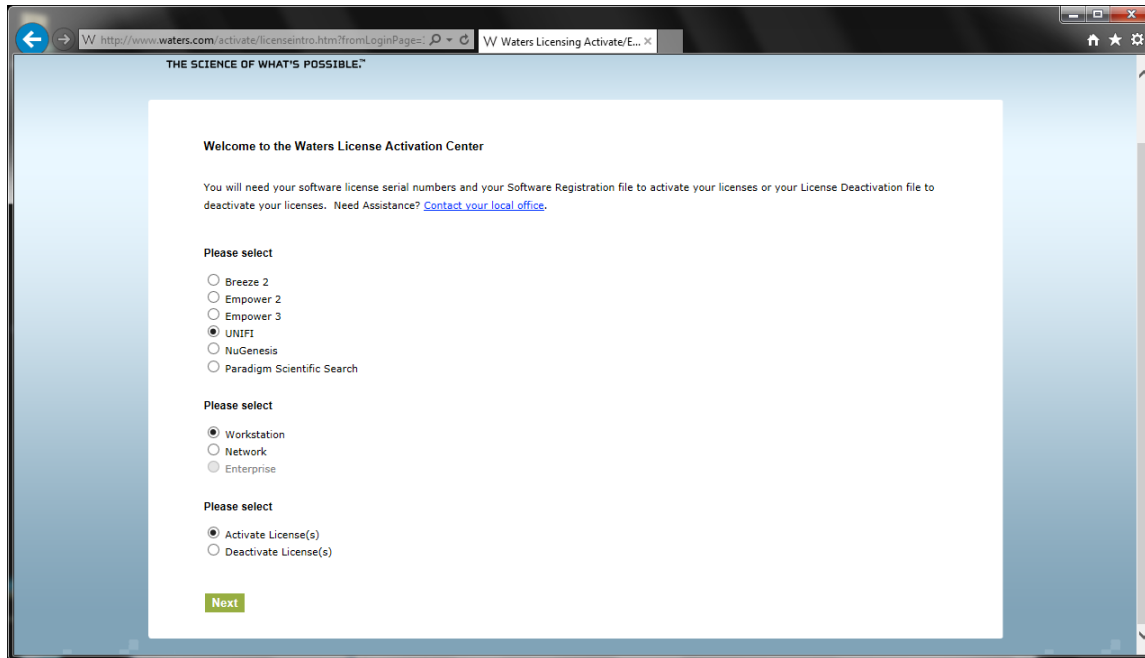 W http://www.waters.com/activate/licenseintro.htm?fromLoginPage=
W Waters Licensing Activate/E...
THE SCIENCE OF WHAT'S POSSIBLE.™
Welcome to the Waters License Activation Center
You will need your software license serial numbers and your Software Registration file to activate your licenses or your License Deactivation file to
deactivate your licenses. Need Assistance? Contact your local office.
Please select
Breeze 2
Empower 2
Empower 3
UNIFI
NuGenesis
Paradigm Scientific Search
Please select
Workstation
Network
Enterprise
Please select
Activate License(s)
Deactivate License(s)
Next